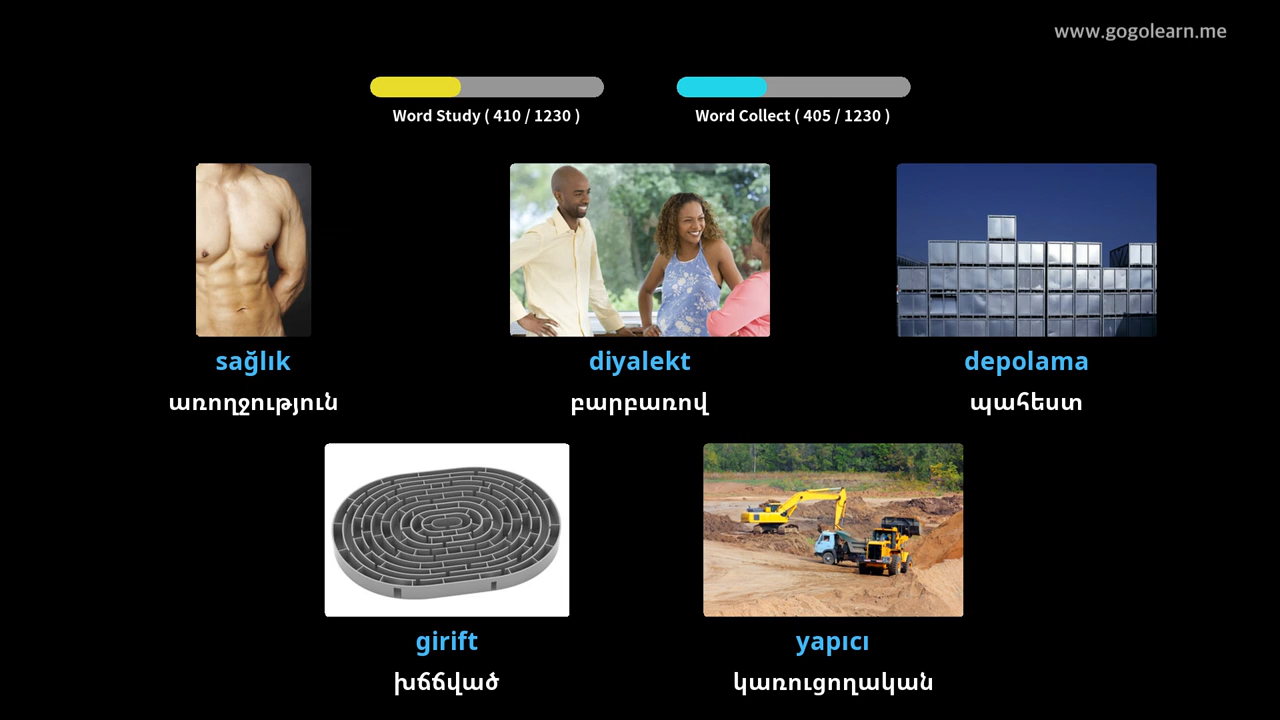 www.gogolearn.me
Word Study ( 410 / 1230 )
Word Collect ( 405 / 1230 )
sağlık
diyalekt
depolama
առողջություն
բարբառով
պահեստ
girift
yapıcı
խճճված
կառուցողական